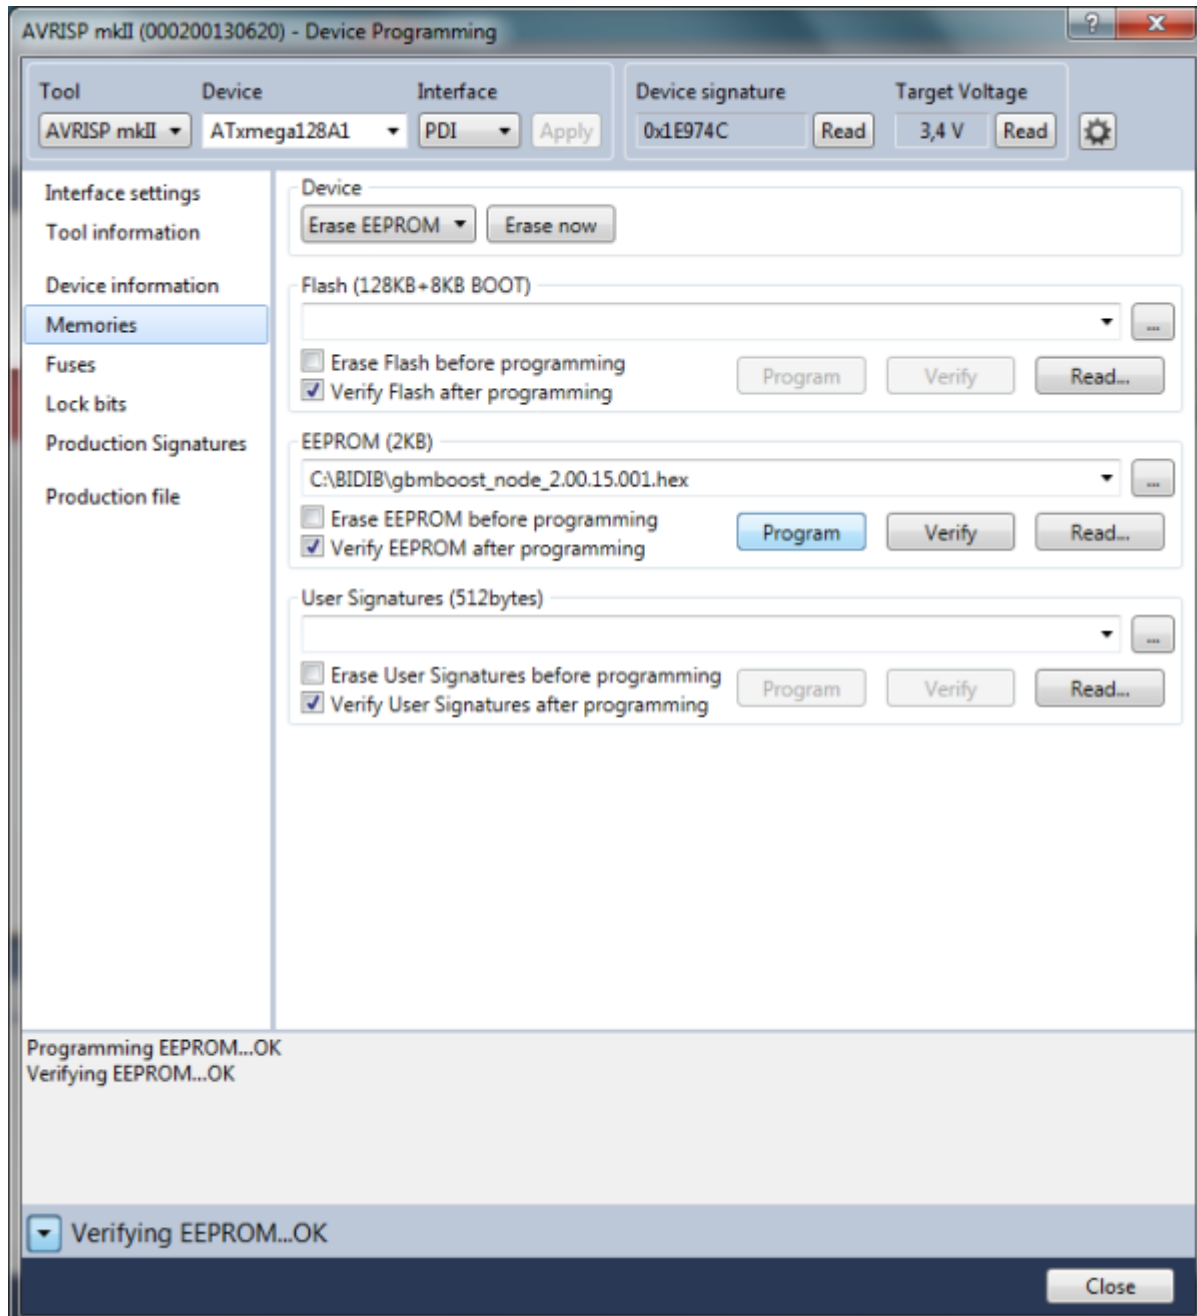 AVRISP mkII (000200130620) - Device Programming
Tool Device Interface Device signature Target Voltage
AVRISP mkII ATxmega128A1 PDI Apply 0x1E974C Read 3,4 V Read
Interface settings
Tool information
Device information
Memories
Fuses
Lock bits
Production Signatures
Production file
Device
Erase EEPROM Erase now
Flash (128KB+8KB BOOT)
...
Erase Flash before programming
Verify Flash after programming
Program Verify Read...
EEPROM (2KB)
C:\BIDIB\gbmboost_node_2.00.15.001.hex ...
Erase EEPROM before programming
Verify EEPROM after programming
Program Verify Read...
User Signatures (512bytes)
...
Erase User Signatures before programming
Verify User Signatures after programming
Program Verify Read...
Programming EEPROM...OK
Verifying EEPROM...OK
Verifying EEPROM...OK
Close